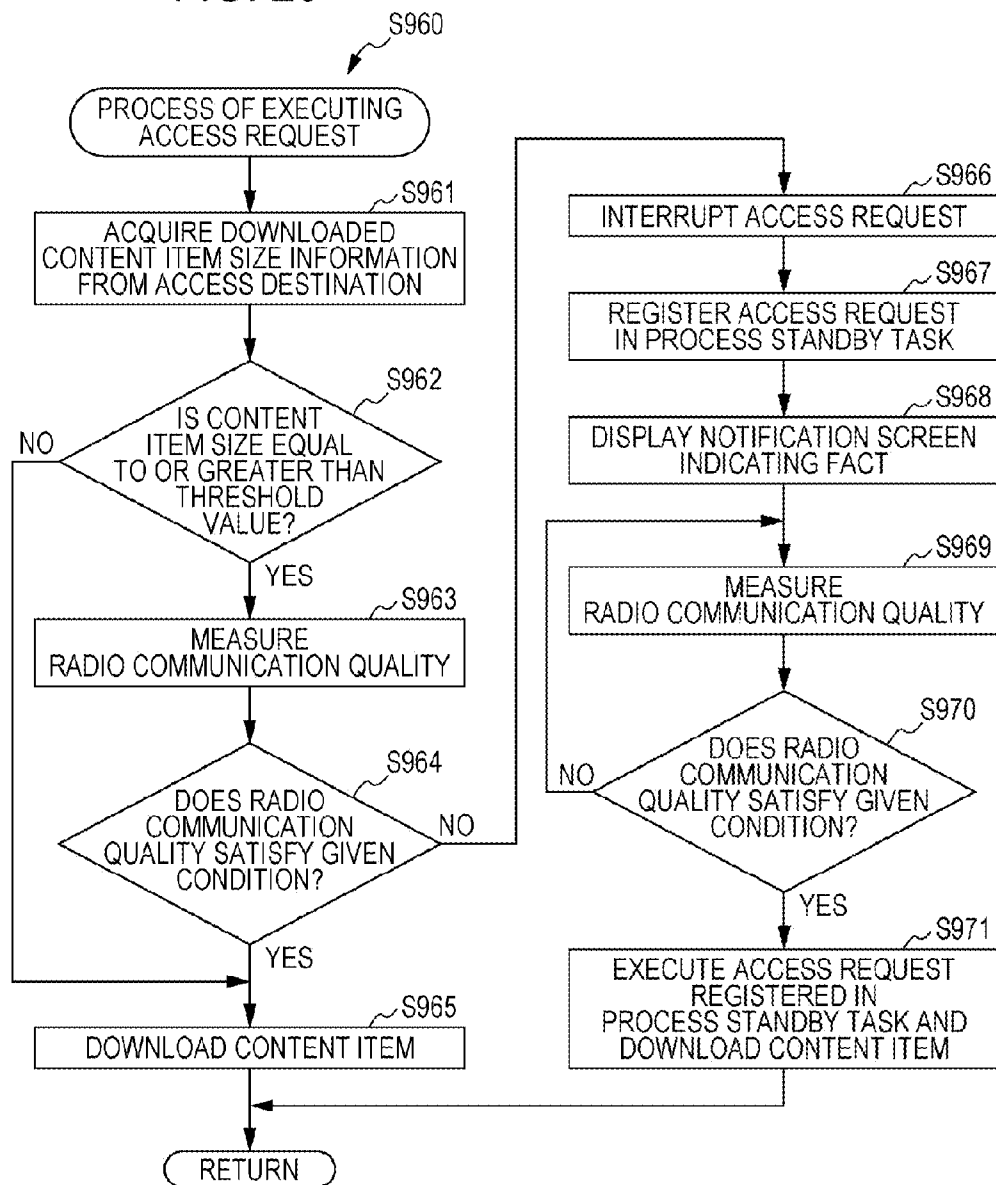 S960
PROCESS OF EXECUTING
ACCESS REQUEST
S961
ACQUIRE DOWNLOADED
CONTENT ITEM SIZE INFORMATION
FROM ACCESS DESTINATION
S962
IS CONTENT
ITEM SIZE EQUAL
TO OR GREATER THAN
THRESHOLD
VALUE?
NO
YES
S963
MEASURE
RADIO COMMUNICATION QUALITY
S964
DOES RADIO
COMMUNICATION
QUALITY SATISFY GIVEN
CONDITION?
NO
YES
S965
DOWNLOAD CONTENT ITEM
RETURN
S966
INTERRUPT ACCESS REQUEST
S967
REGISTER ACCESS REQUEST
IN PROCESS STANDBY TASK
S968
DISPLAY NOTIFICATION SCREEN
INDICATING FACT
S969
MEASURE
RADIO COMMUNICATION QUALITY
S970
DOES RADIO
COMMUNICATION
QUALITY SATISFY GIVEN
CONDITION?
NO
YES
S971
EXECUTE ACCESS REQUEST
REGISTERED IN
PROCESS STANDBY TASK AND
DOWNLOAD CONTENT ITEM